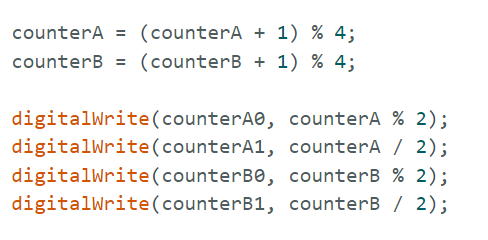 counterA = (counterA + 1) % 4;
counterB = (counterB + 1) % 4;
digitalWrite(counterA0, counterA % 2);
digitalWrite(counterA1, counterA / 2);
digitalWrite(counterB0, counterB % 2);
digitalWrite(counterB1, counterB / 2);